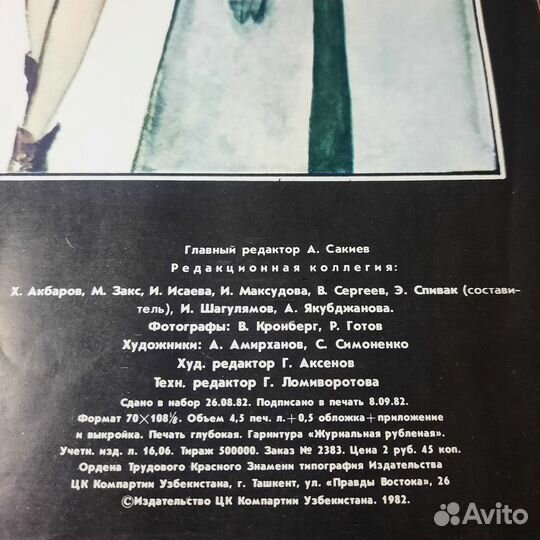 Главный редактор А. Сакиев
Редакционная коллегия:
Х. Акбаров, М. Закс, И. Исаева, И. Максудова, В. Сергеев, Э. Спивак (состави-
тель), И. Шагулямов, А. Якубджанова.
Фотографы: В. Кронберг, Р. Готов
Художники: А. Амирханов, С. Симоненко
Худ. редактор Г. Аксенов
Техн. редактор Г. Ломиворотова
Сдано в набор 26.08.82. Подписано в печать 8.09.82.
Формат 70×108⅛. Объем 4,5 печ. л.+0,5 обложка+приложение
и выкройка. Печать глубокая. Гарнитура «Журнальная рубленая».
Учетн. изд. л. 16,06. Тираж 500000. Заказ № 2383. Цена 2 руб. 45 коп.
Ордена Трудового Красного Знамени типография Издательства
ЦК Компартии Узбекистана, г. Ташкент, ул. «Правды Востока», 26
©Издательство ЦК Компартии Узбекистана. 1982.
Avito